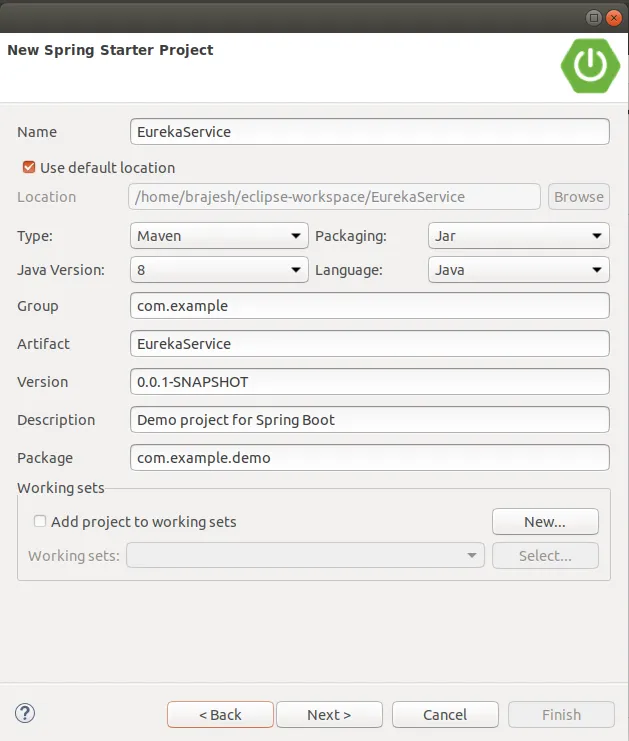 New Spring Starter Project
Name EurekaService
Use default location
Location /home/brajesh/eclipse-workspace/EurekaService Browse
Type: Maven Packaging: Jar
Java Version: 8 Language: Java
Group com.example
Artifact EurekaService
Version 0.0.1-SNAPSHOT
Description Demo project for Spring Boot
Package com.example.demo
Working sets
Add project to working sets New...
Working sets: Select...
? < Back Next > Cancel Finish